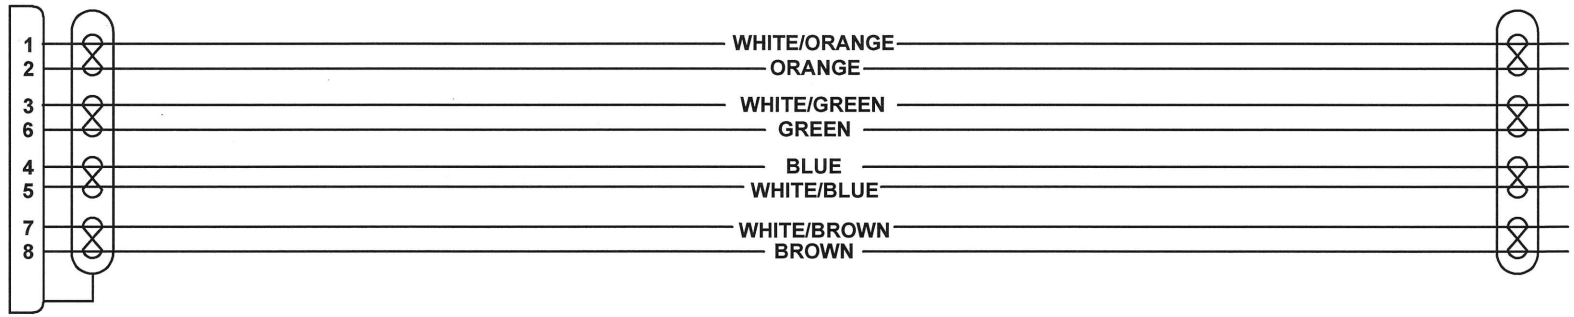 1 WHITE/ORANGE
2 ORANGE
3 WHITE/GREEN
6 GREEN
4 BLUE
5 WHITE/BLUE
7 WHITE/BROWN
8 BROWN